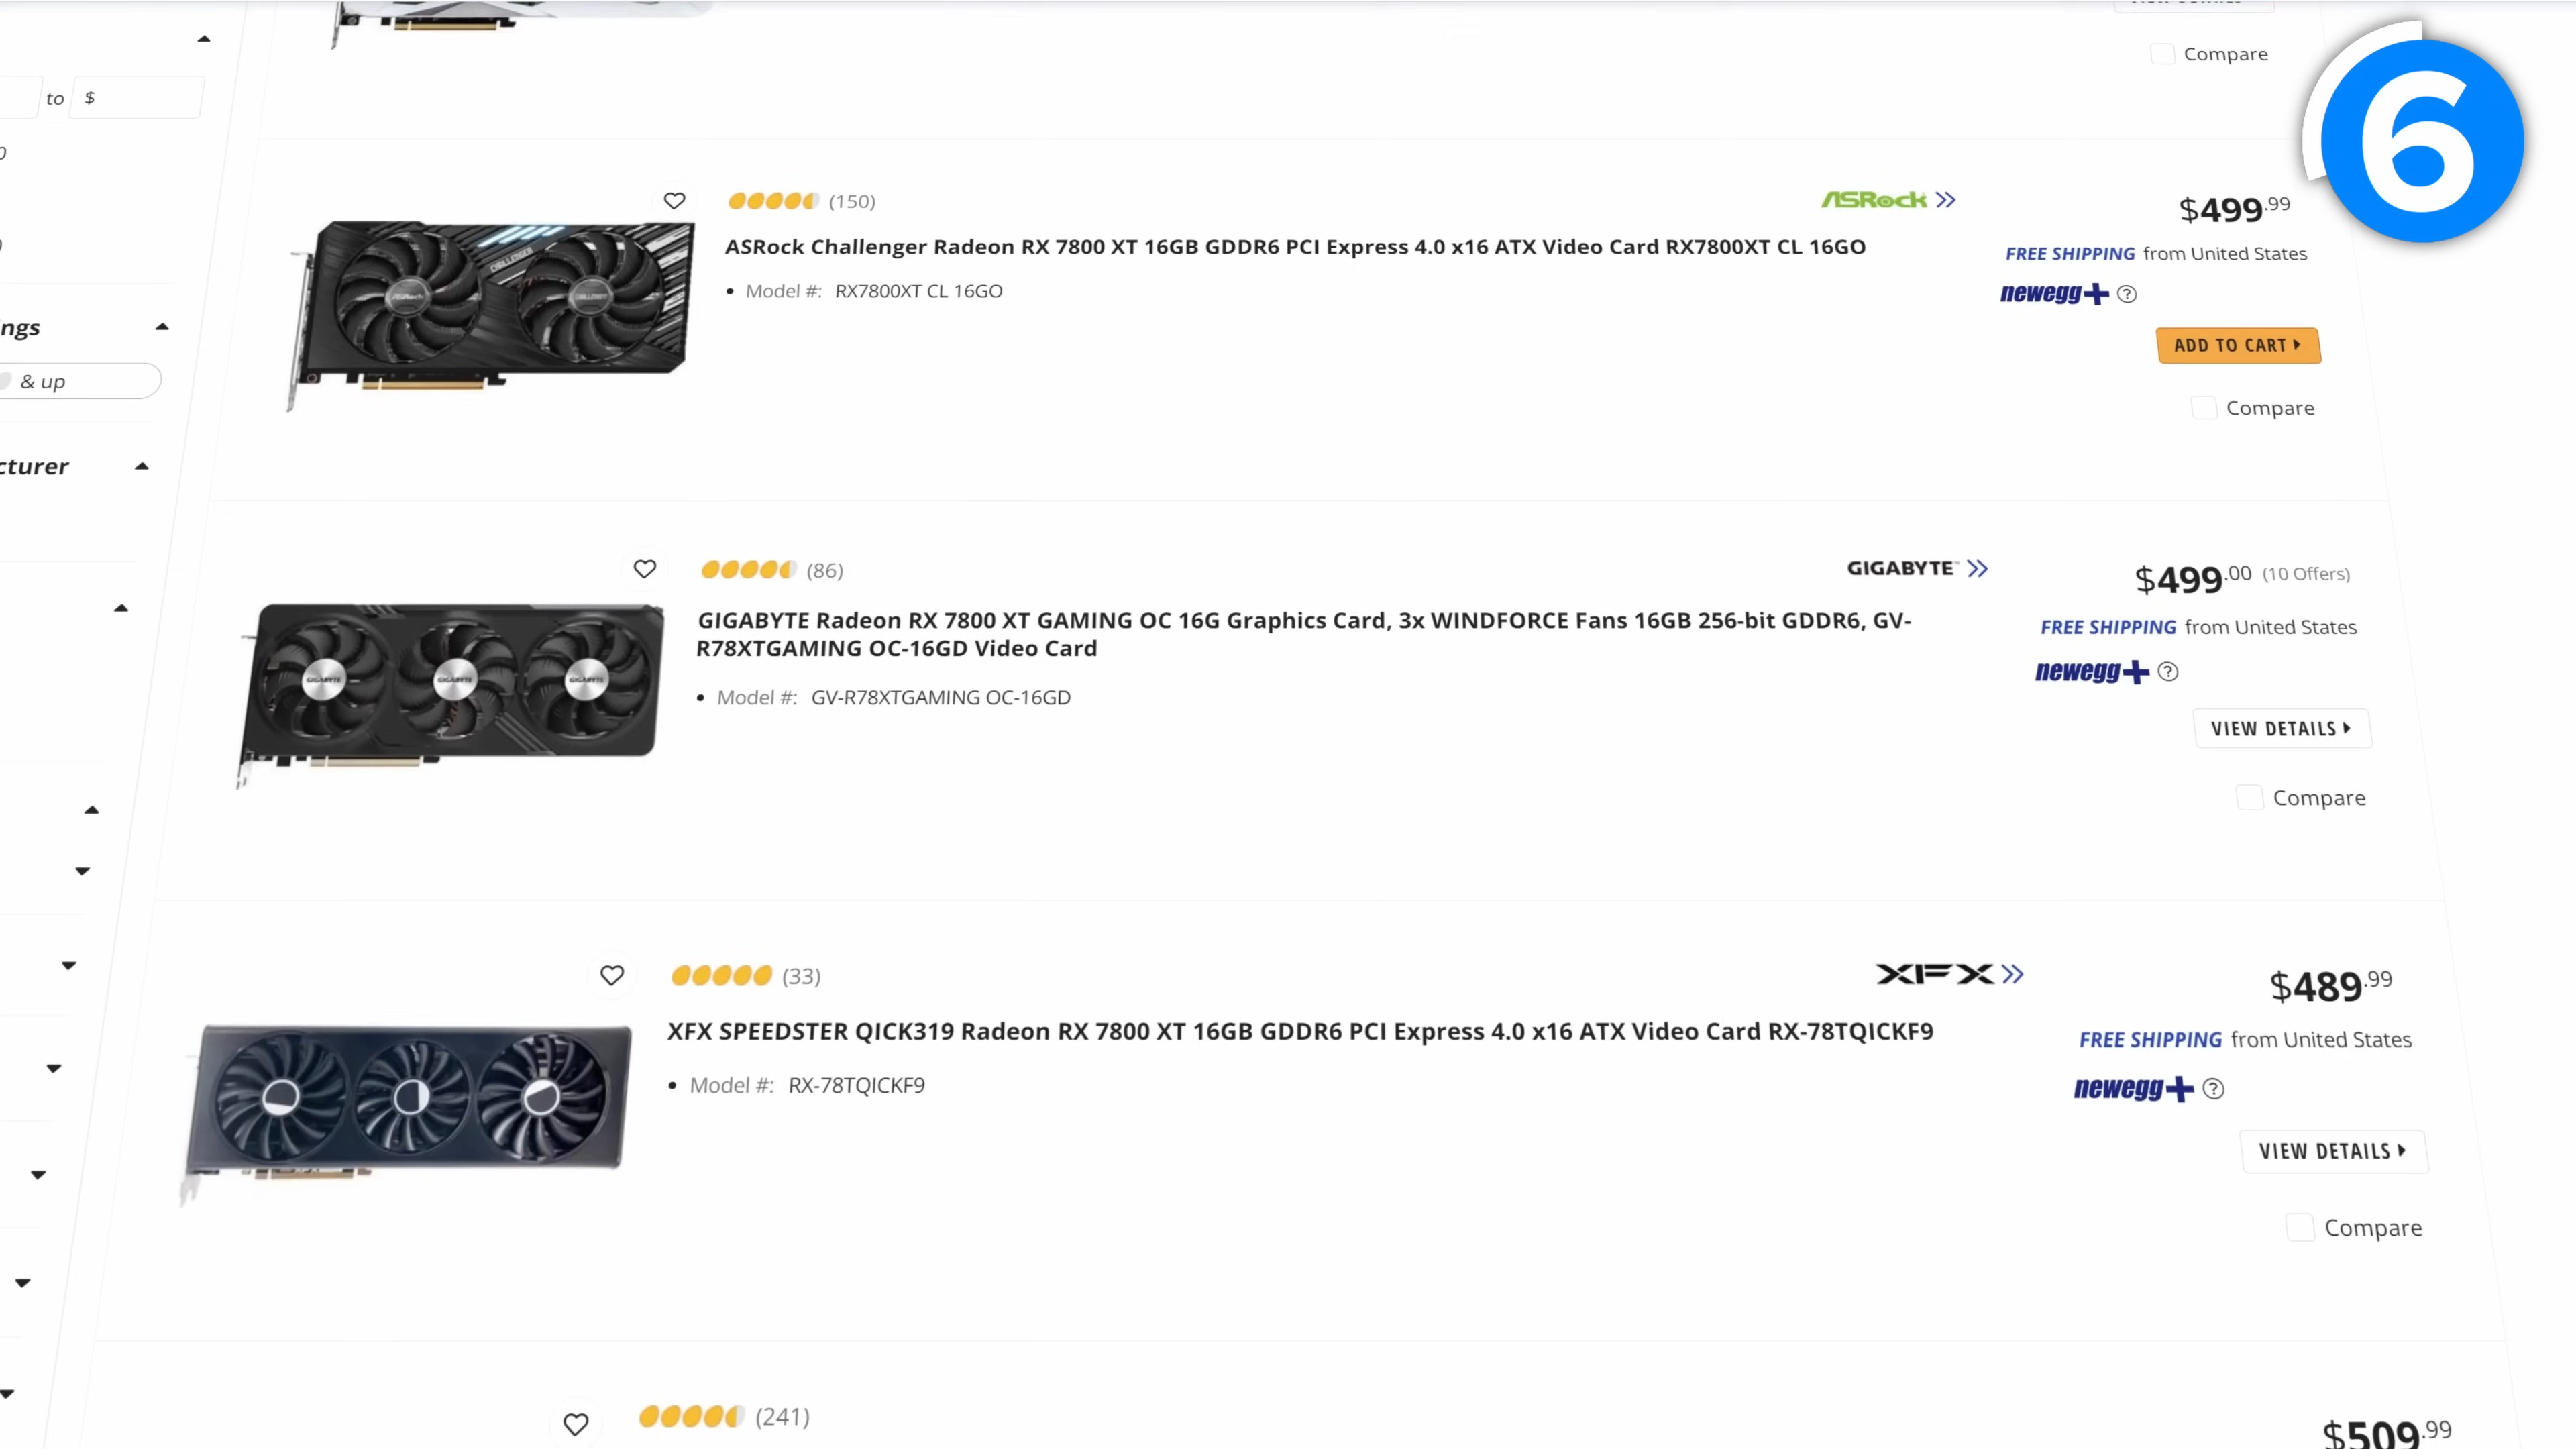 Compare
6
to $
(150)
ASRock
$499.99
ASRock Challenger Radeon RX 7800 XT 16GB GDDR6 PCI Express 4.0 x16 ATX Video Card RX7800XT CL 16GO
FREE SHIPPING from United States
• Model #: RX7800XT CL 16GO
newegg+ ?
ngs
ADD TO CART
& up
Compare
cturer
(86)
GIGABYTE
$499.00 (10 Offers)
GIGABYTE Radeon RX 7800 XT GAMING OC 16G Graphics Card, 3x WINDFORCE Fans 16GB 256-bit GDDR6, GV-
R78XTGAMING OC-16GD Video Card
FREE SHIPPING from United States
newegg+ ?
• Model #: GV-R78XTGAMING OC-16GD
VIEW DETAILS
Compare
GIGABYTE GIGABYTE GIGABYTE
(33)
XFX
$489.99
XFX SPEEDSTER QICK319 Radeon RX 7800 XT 16GB GDDR6 PCI Express 4.0 x16 ATX Video Card RX-78TQICKF9
FREE SHIPPING from United States
• Model #: RX-78TQICKF9
newegg+ ?
VIEW DETAILS
Compare
(241)
$509.99